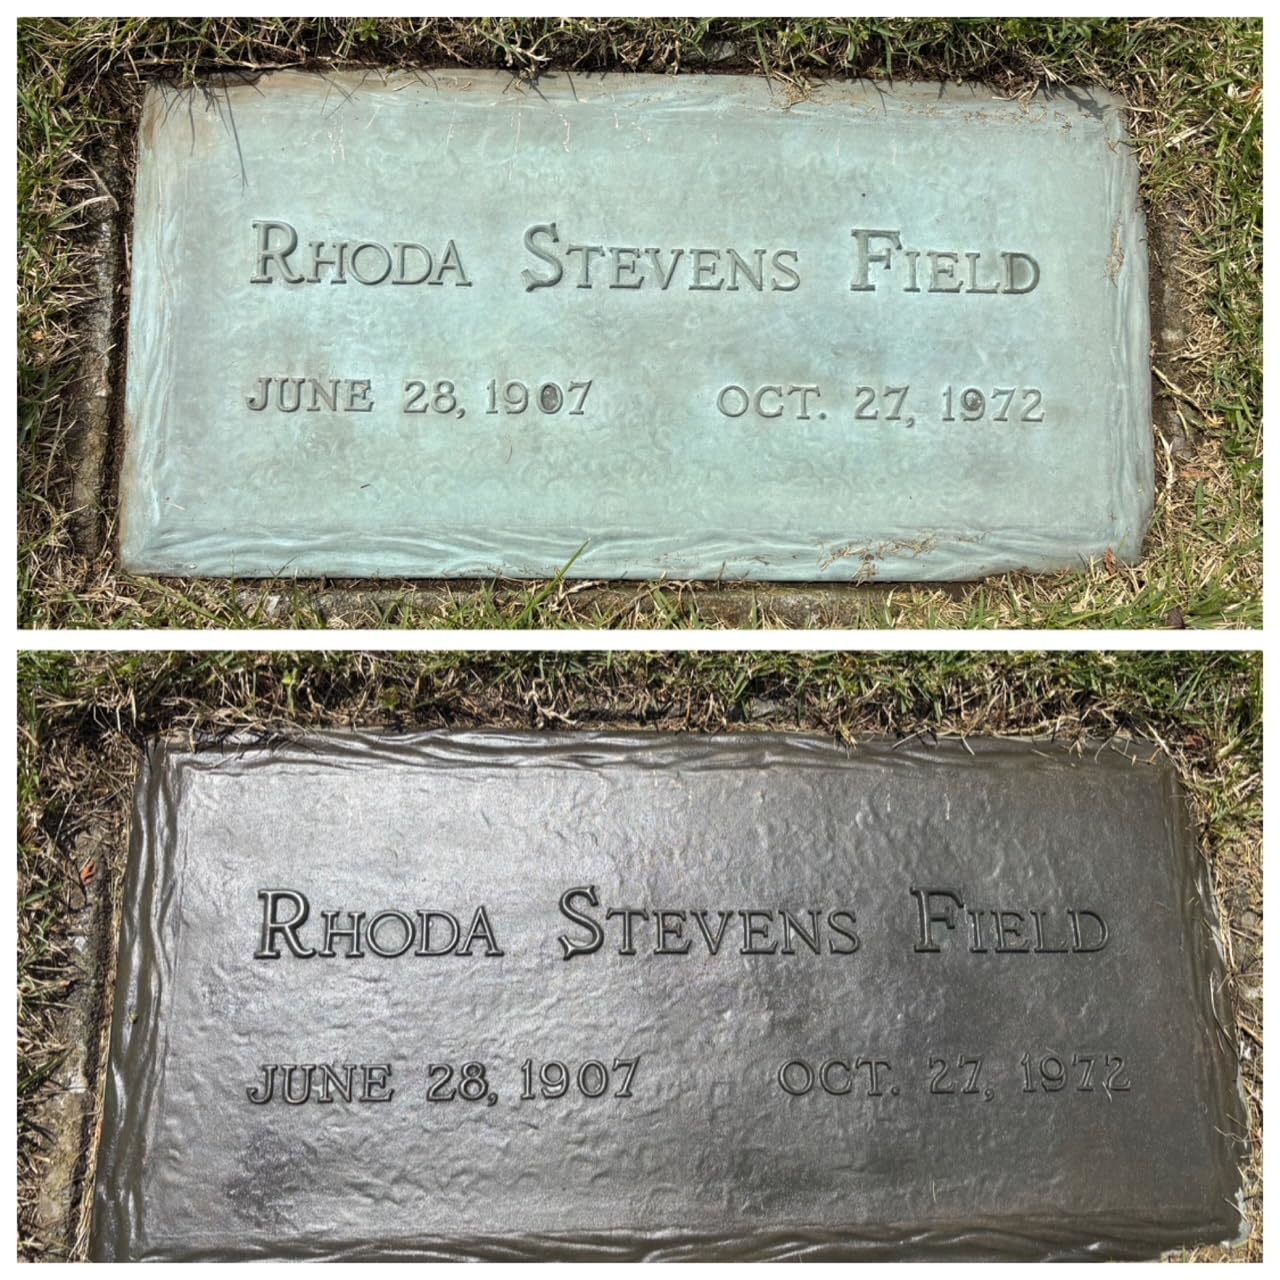 RHODA STEVENS FIELD
JUNE 28, 1907 OCT. 27, 1972
RHODA STEVENS FIELD
JUNE 28, 1907 OCT. 27, 1972